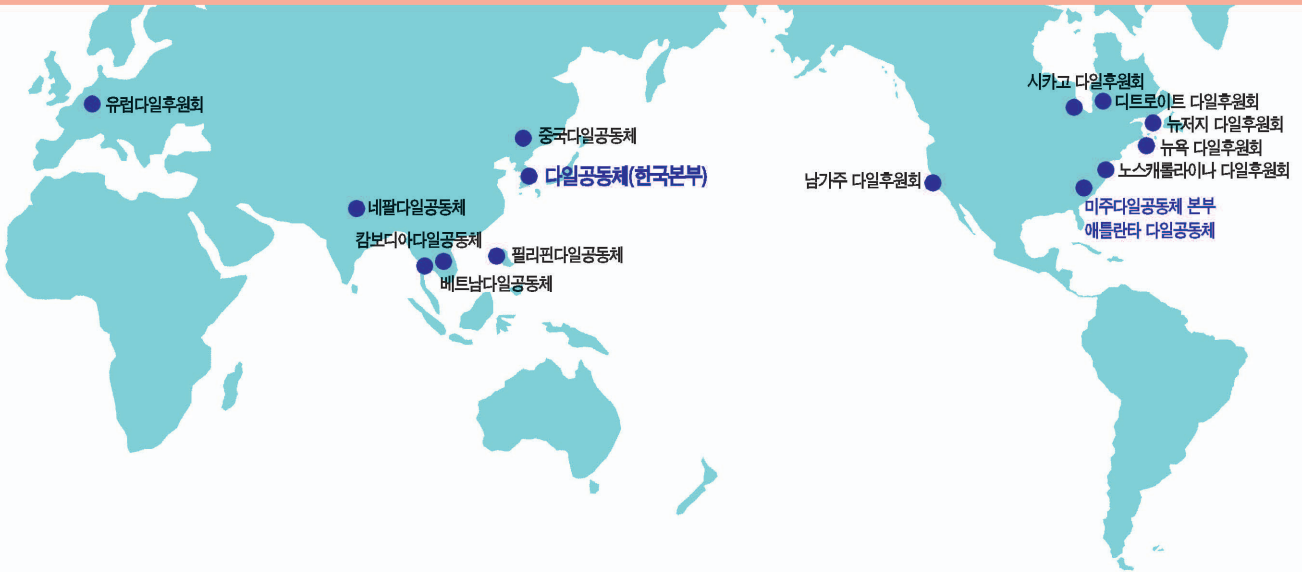 시카고 다일후원회
유럽다일후원회
디트로이트 다일후원회
뉴저지 다일후원회
중국다일공동체
뉴욕 다일후원회
노스캐롤라이나 다일후원회
다일공동체(한국본부)
남가주 다일후원회
네팔다일공동체
미주다일공동체 본부
애틀란타 다일공동체
캄보디아다일공동체
필리핀다일공동체
베트남다일공동체